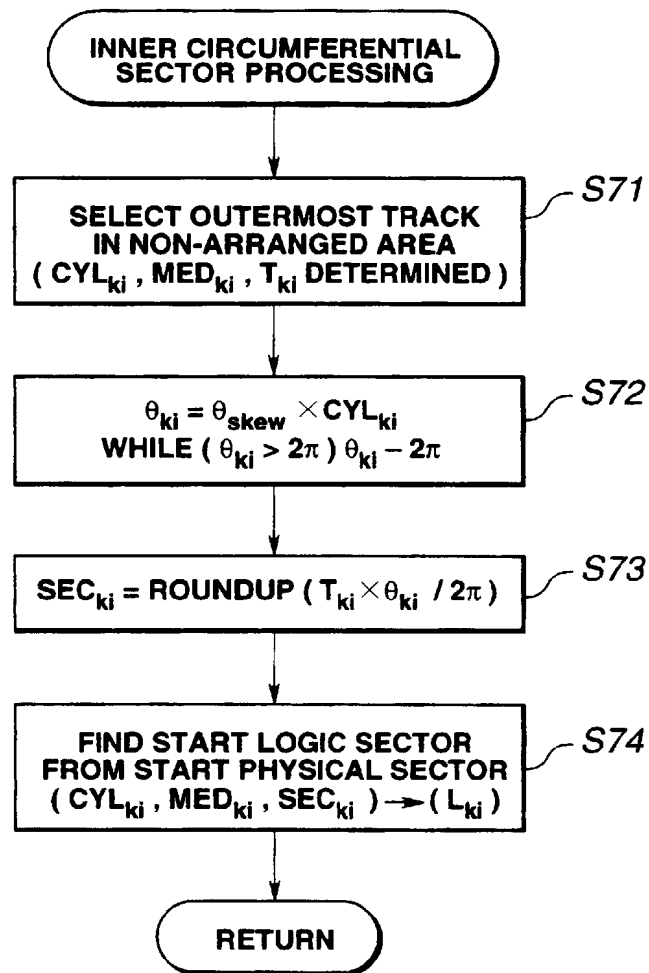 INNER CIRCUMFERENTIAL
SECTOR PROCESSING
S71
SELECT OUTERMOST TRACK
IN NON-ARRANGED AREA
( CYLki , MEDki , Tki DETERMINED )
S72
θki = θskew × CYLki
WHILE ( θki > 2π ) θki – 2π
S73
SECki = ROUNDUP ( Tki × θki / 2π )
S74
FIND START LOGIC SECTOR
FROM START PHYSICAL SECTOR
( CYLki , MEDki , SECki ) → ( Lki )
RETURN